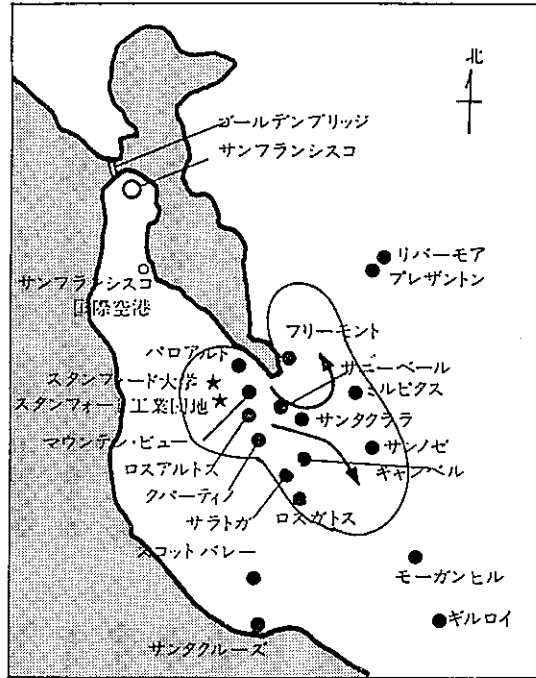 北
ゴールデンブリッジ
サンフランシスコ
リバーモア
プレザントン
サンフランシスコ
国際空港
フリーモント
パロアルト
サニーベール
スタンフォード大学
ミルピタス
スタンフォード工業団地
サンタクララ
マウンテン・ビュー
サンノゼ
ロスアルトス
キャンベル
クパーティノ
サラトガ
ロスガトス
スコットバレー
モーガンヒル
ギルロイ
サンタクルーズ